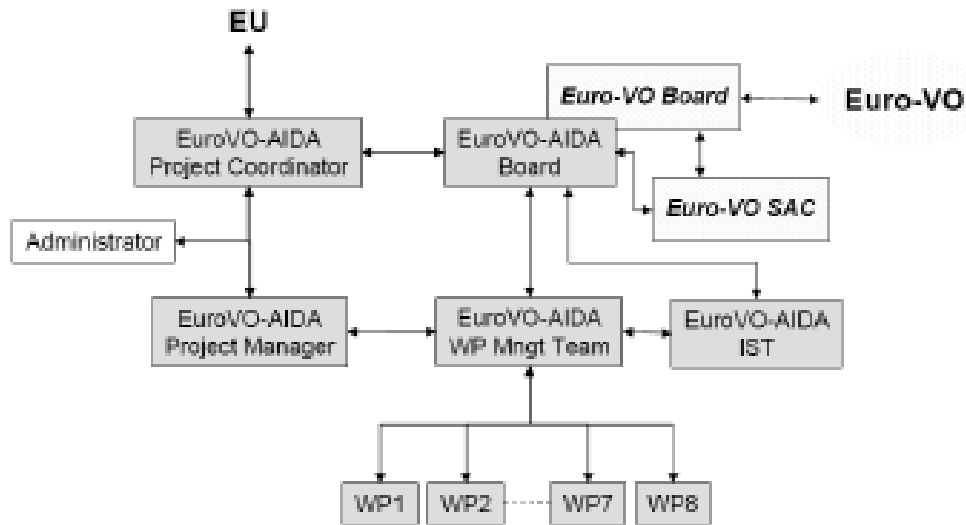 EU
Euro-VO Board
Euro-VO
EuroVO-AIDA
Project Coordinator
EuroVO-AIDA
Board
Euro-VO SAC
Administrator
EuroVO-AIDA
Project Manager
EuroVO-AIDA
WP Mngt Team
EuroVO-AIDA
IST
WP1
WP2
WP7
WP8